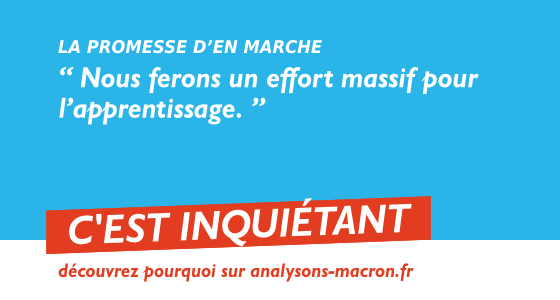 LA PROMESSE D’EN MARCHE
“ Nous ferons un effort massif pour
l’apprentissage. ”
C'EST INQUIÉTANT
découvrez pourquoi sur analysons-macron.fr